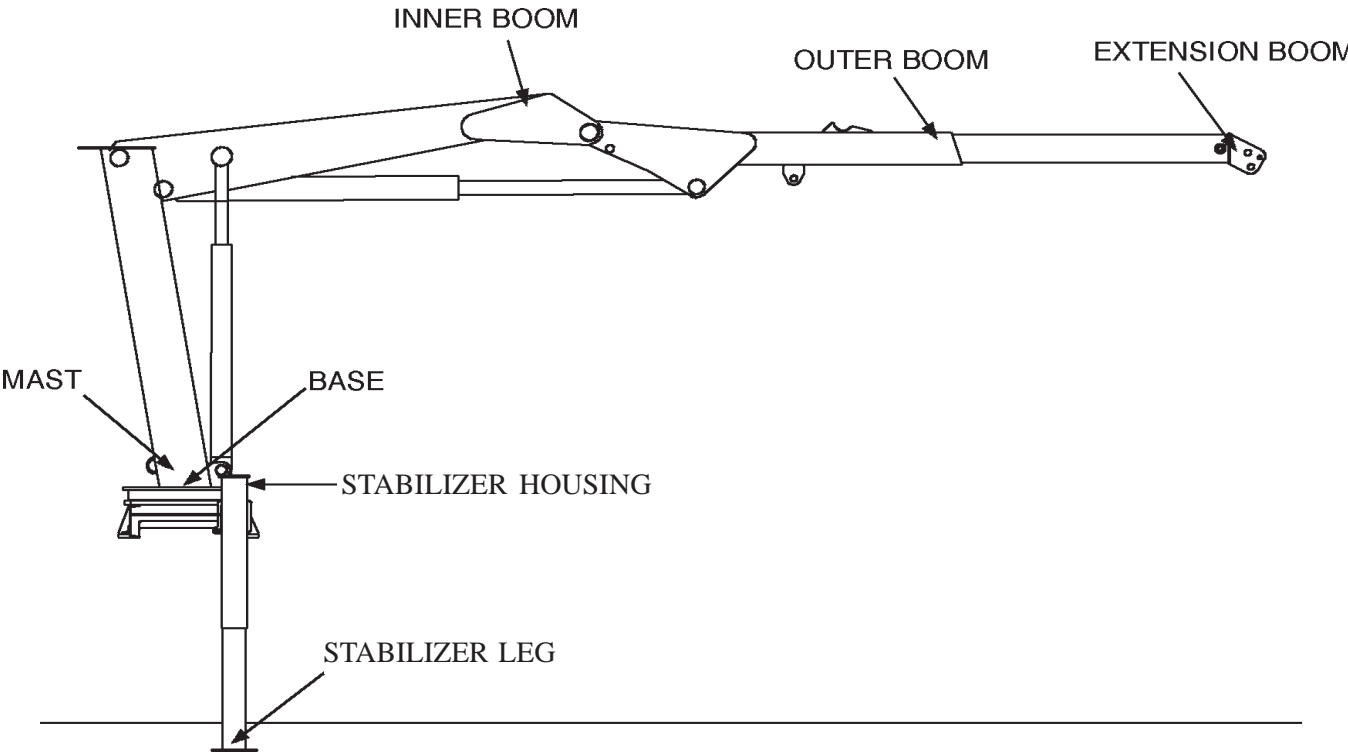 INNER BOOM
OUTER BOOM
EXTENSION BOOM
MAST
BASE
STABILIZER HOUSING
STABILIZER LEG